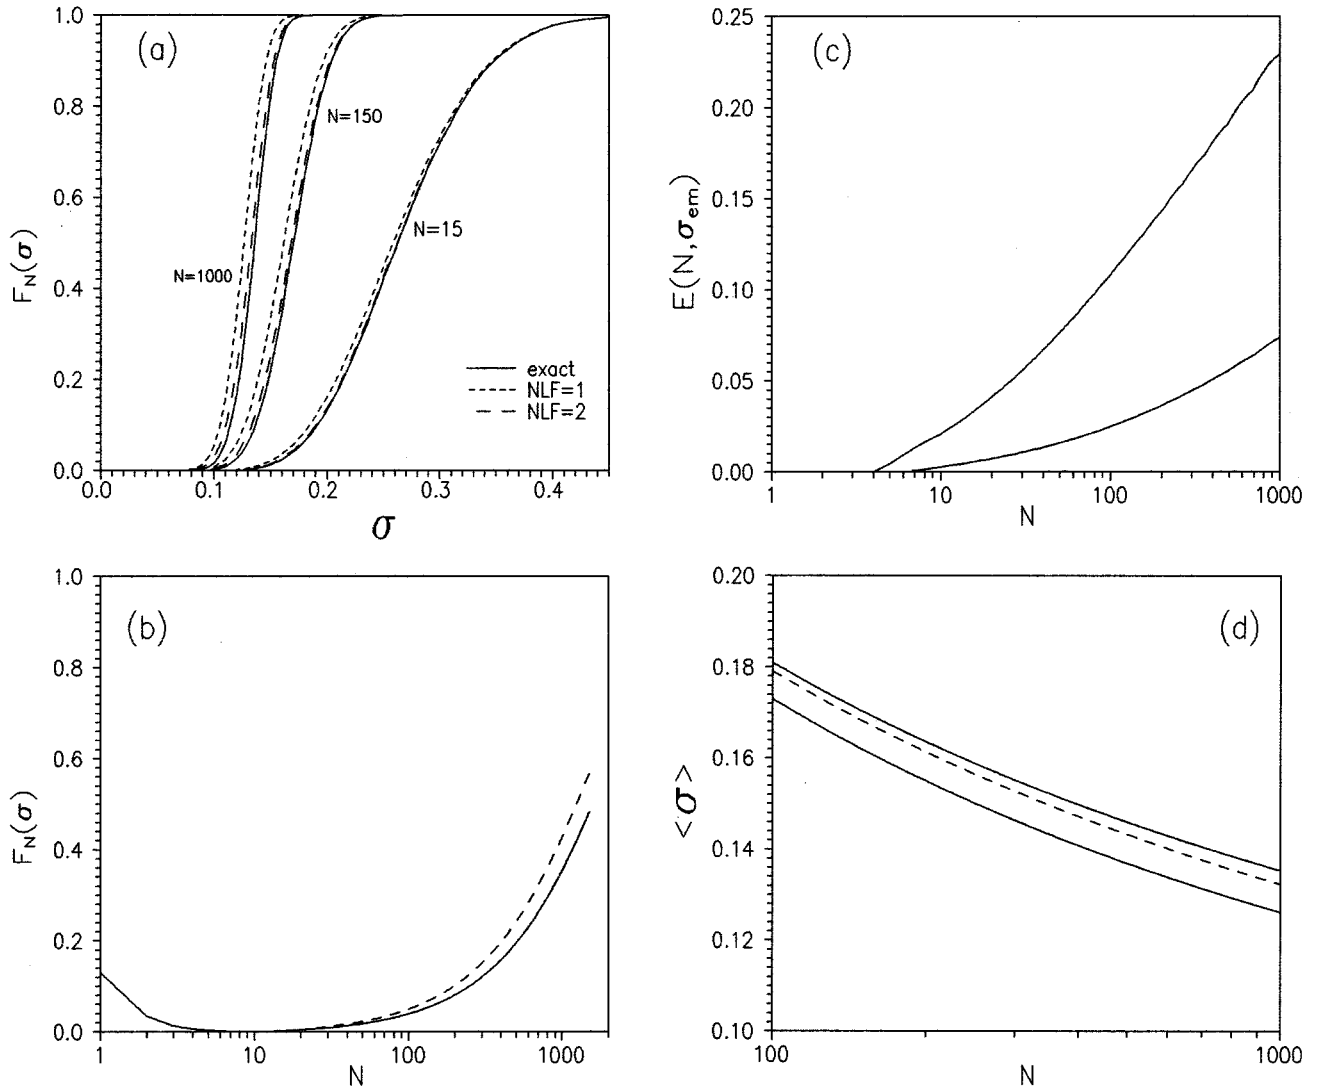 (a)
1.0
0.8
0.6
0.4
0.2
0.0
F_N(σ)
N=150
N=15
N=1000
exact
NLF=1
NLF=2
0.0 0.1 0.2 0.3 0.4
σ
(c)
0.25
0.20
0.15
0.10
0.05
0.00
E(N,σ_em)
1 10 100 1000
N
(b)
1.0
0.8
0.6
0.4
0.2
0.0
F_N(σ)
1 10 100 1000
N
(d)
0.20
0.18
0.16
0.14
0.12
0.10
<σ>
100 1000
N